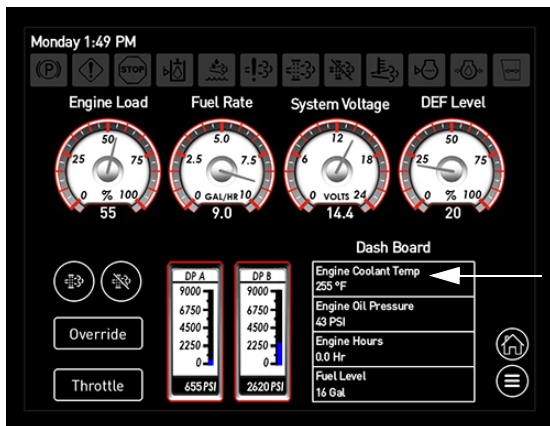 Monday 1:49 PM
(P) STOP
Engine Load Fuel Rate System Voltage DEF Level
50 5.0 12 50
25 75 2.5 7.5 6 18 25 75
0 % 100 0 GAL/HR 10 0 VOLTS 24 0 % 100
55 9.0 14.4 20
Dash Board
DP A
9000
6750
4500
2250
0
655 PSI
DP B
9000
6750
4500
2250
0
2620 PSI
Engine Coolant Temp
255 °F
Engine Oil Pressure
43 PSI
Engine Hours
0.0 Hr
Fuel Level
16 Gal
Override
Throttle